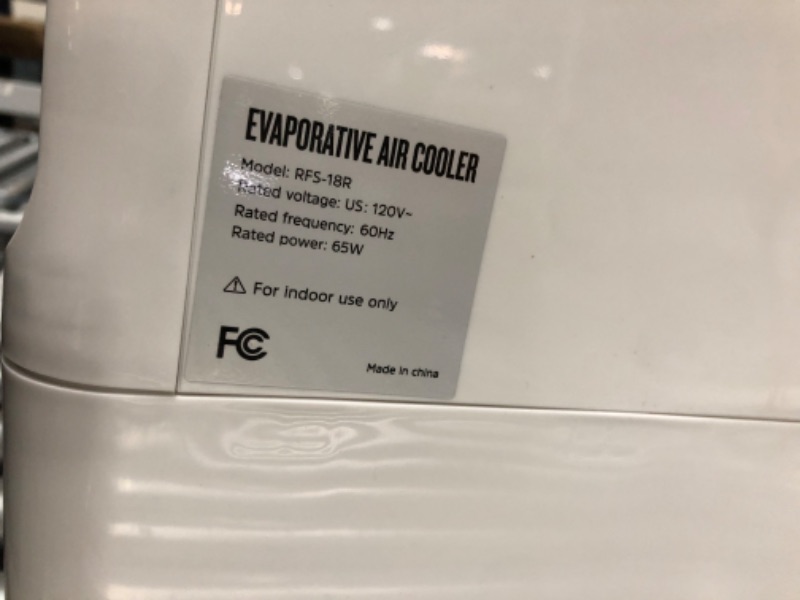 EVAPORATIVE AIR COOLER
Model: RFS-18R
Rated voltage: US: 120V~
Rated frequency: 60Hz
Rated power: 65W
⚠ For indoor use only
FC
Made in china